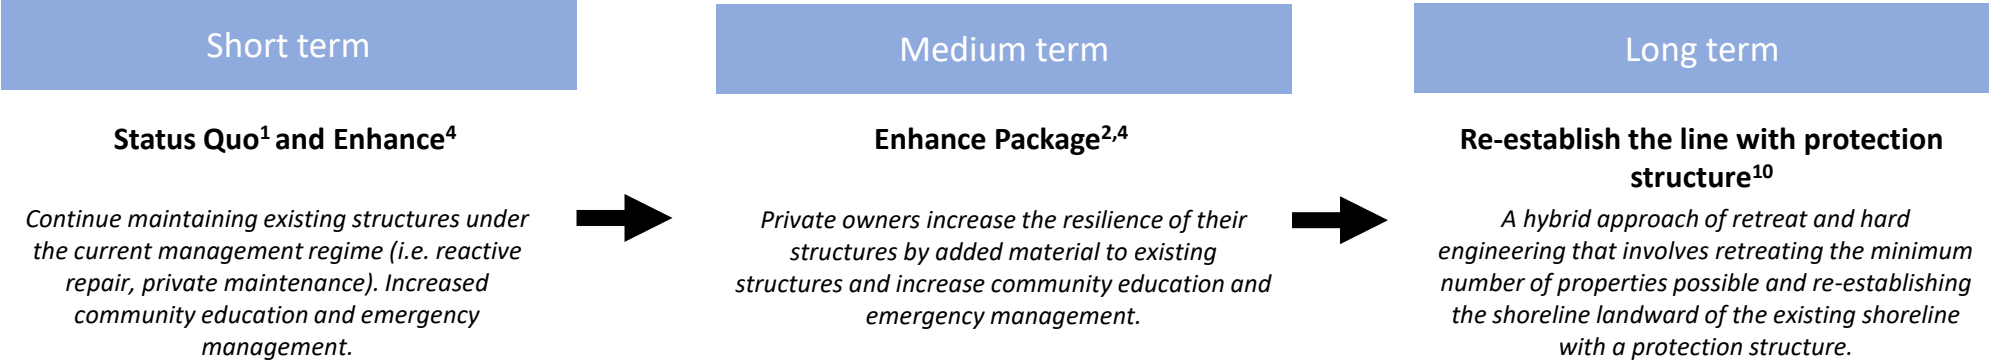 Short term
Status Quo¹ and Enhance⁴
Continue maintaining existing structures under
the current management regime (i.e. reactive
repair, private maintenance). Increased
community education and emergency
management.
Medium term
Enhance Package²,⁴
Private owners increase the resilience of their
structures by added material to existing
structures and increase community education and
emergency management.
Long term
Re-establish the line with protection
structure¹⁰
A hybrid approach of retreat and hard
engineering that involves retreating the minimum
number of properties possible and re-establishing
the shoreline landward of the existing shoreline
with a protection structure.